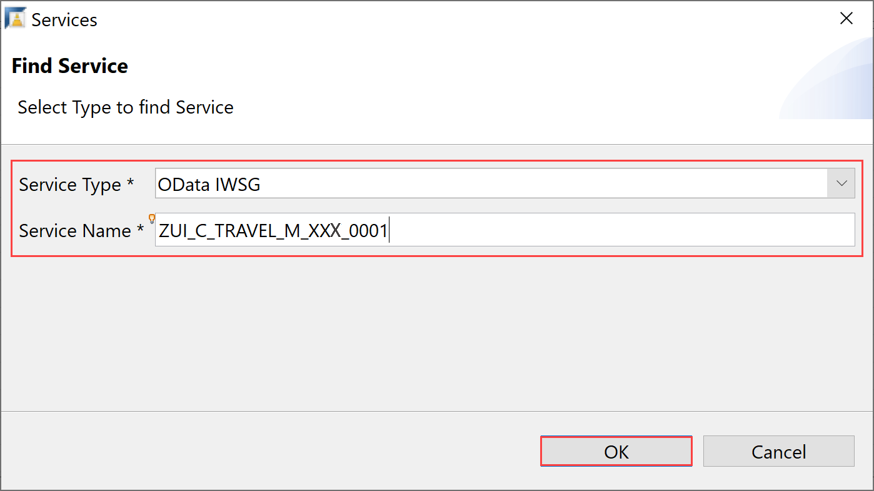 Services
Find Service
Select Type to find Service
Service Type * OData IWSG
Service Name * ZUI_C_TRAVEL_M_XXX_0001
OK Cancel